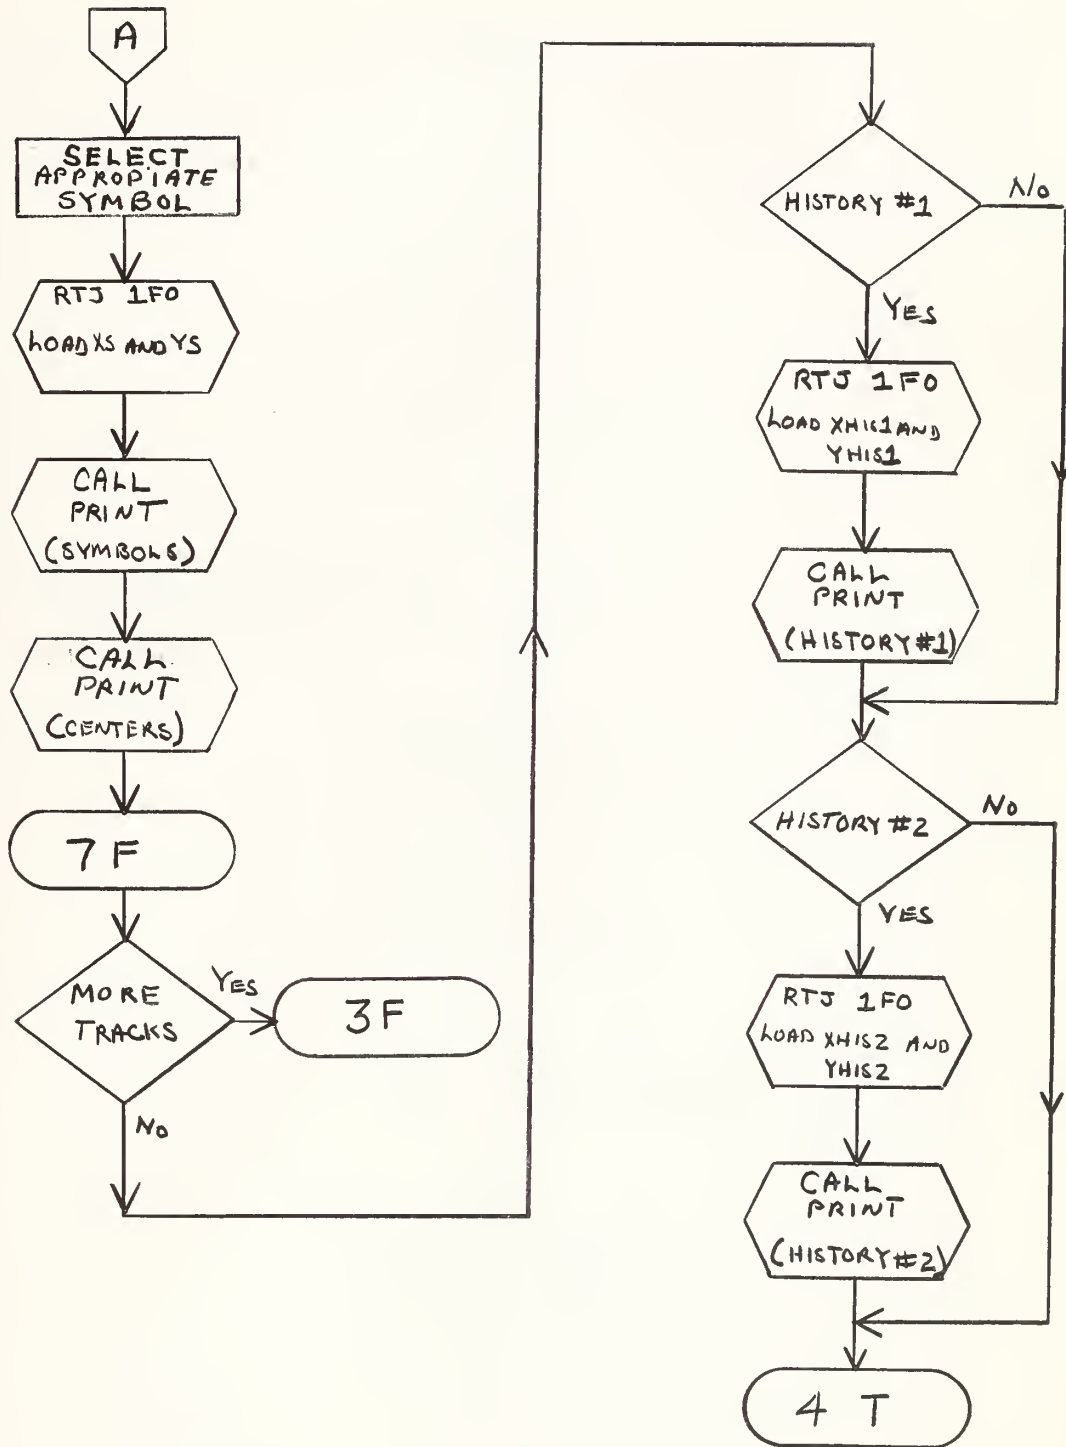 A
SELECT
APPROPIATE
SYMBOL
RTJ 1F0
LOAD XS AND YS
CALL
PRINT
(SYMBOLS)
CALL
PRINT
(CENTERS)
7F
MORE
TRACKS
YES
3F
NO
HISTORY #1
NO
YES
RTJ 1F0
LOAD XHIS1 AND
YHIS1
CALL
PRINT
(HISTORY #1)
HISTORY #2
NO
YES
RTJ 1F0
LOAD XHIS2 AND
YHIS2
CALL
PRINT
(HISTORY #2)
4 T